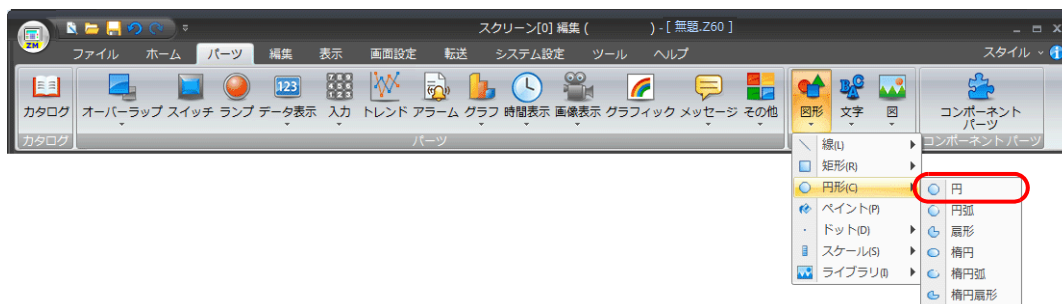 スクリーン[0] 編集 ( ) - [ 無題.Z60 ]
ZM
ファイル ホーム パーツ 編集 表示 画面設定 転送 システム設定 ツール ヘルプ スタイル
カタログ オーバーラップ スイッチ ランプ データ表示 入力 トレンド アラーム グラフ 時間表示 画像表示 グラフィック メッセージ その他 図形 文字 図 コンポーネント
パーツ
カタログ パーツ コンポーネント パーツ
線(L)
矩形(R)
円形(C)
ペイント(P)
ドット(D)
スケール(S)
ライブラリ(I)
円
円弧
扇形
楕円
楕円弧
楕円扇形